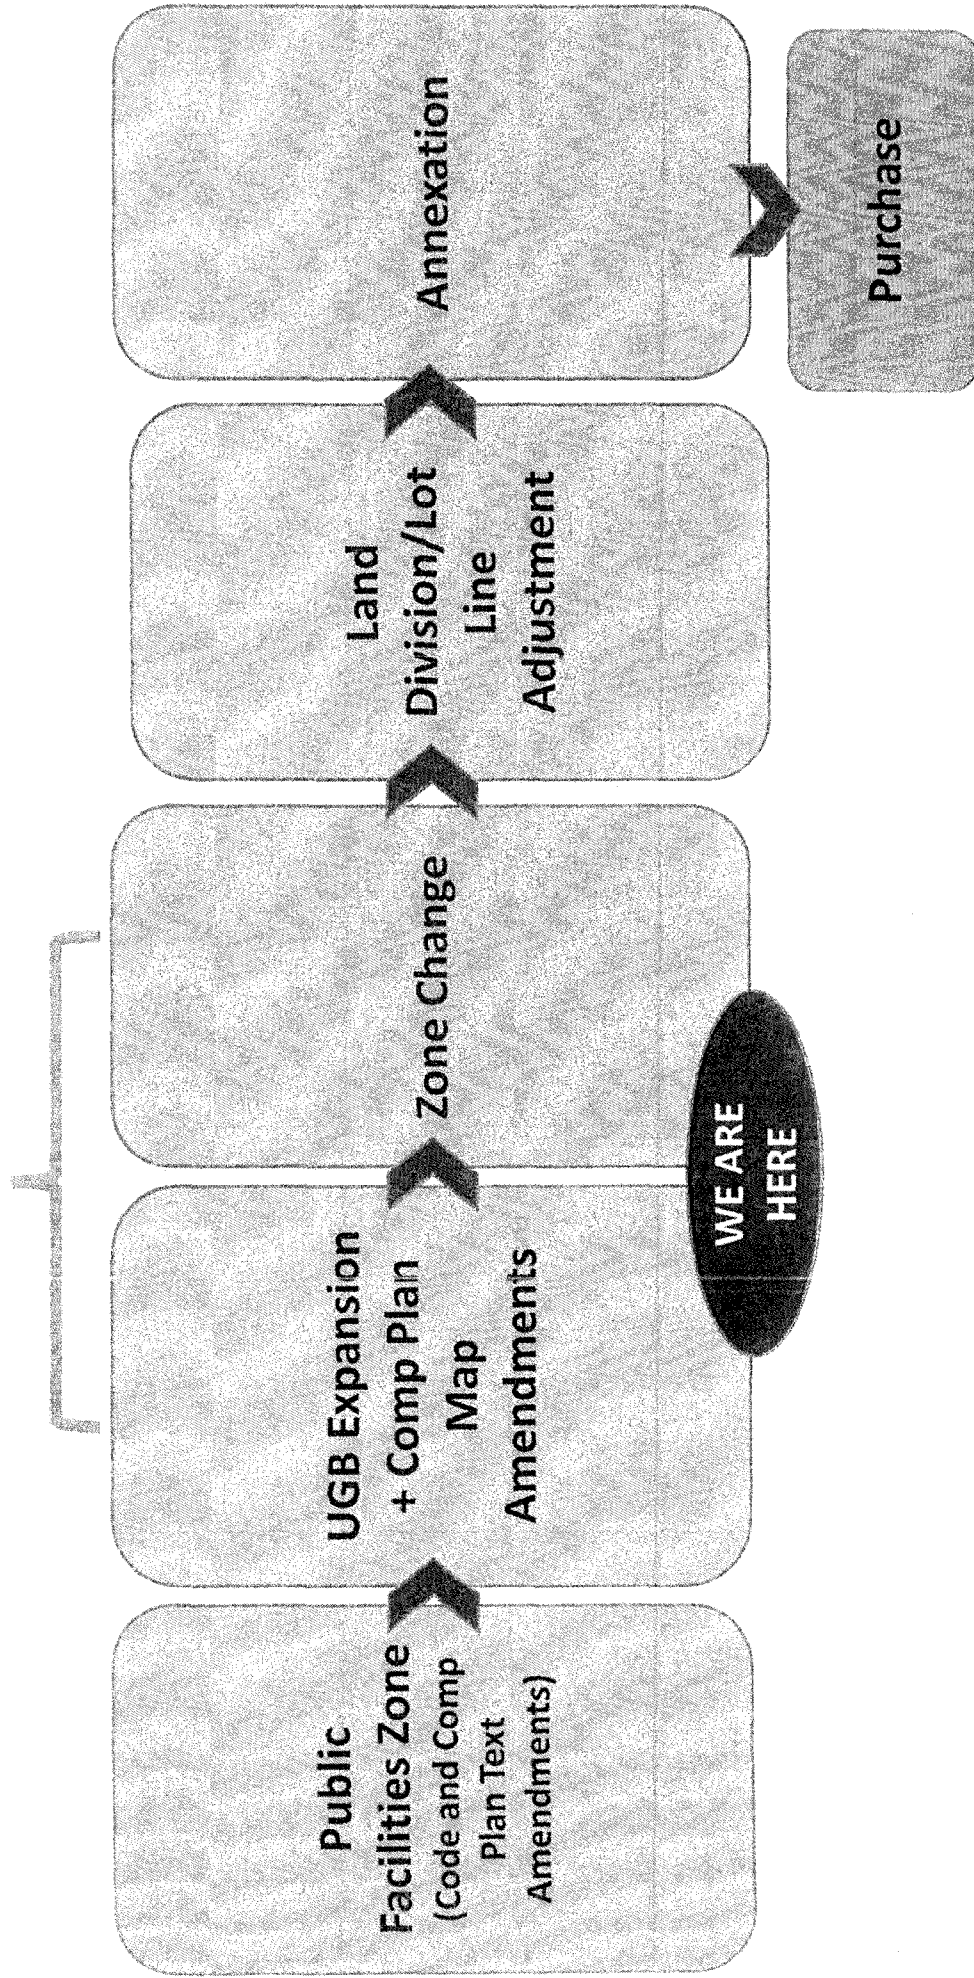 Public
Facilities Zone
(Code and Comp
Plan Text
Amendments)
UGB Expansion
+ Comp Plan
Map
Amendments
Zone Change
Land
Division/Lot
Line
Adjustment
Annexation
WE ARE
HERE
Purchase